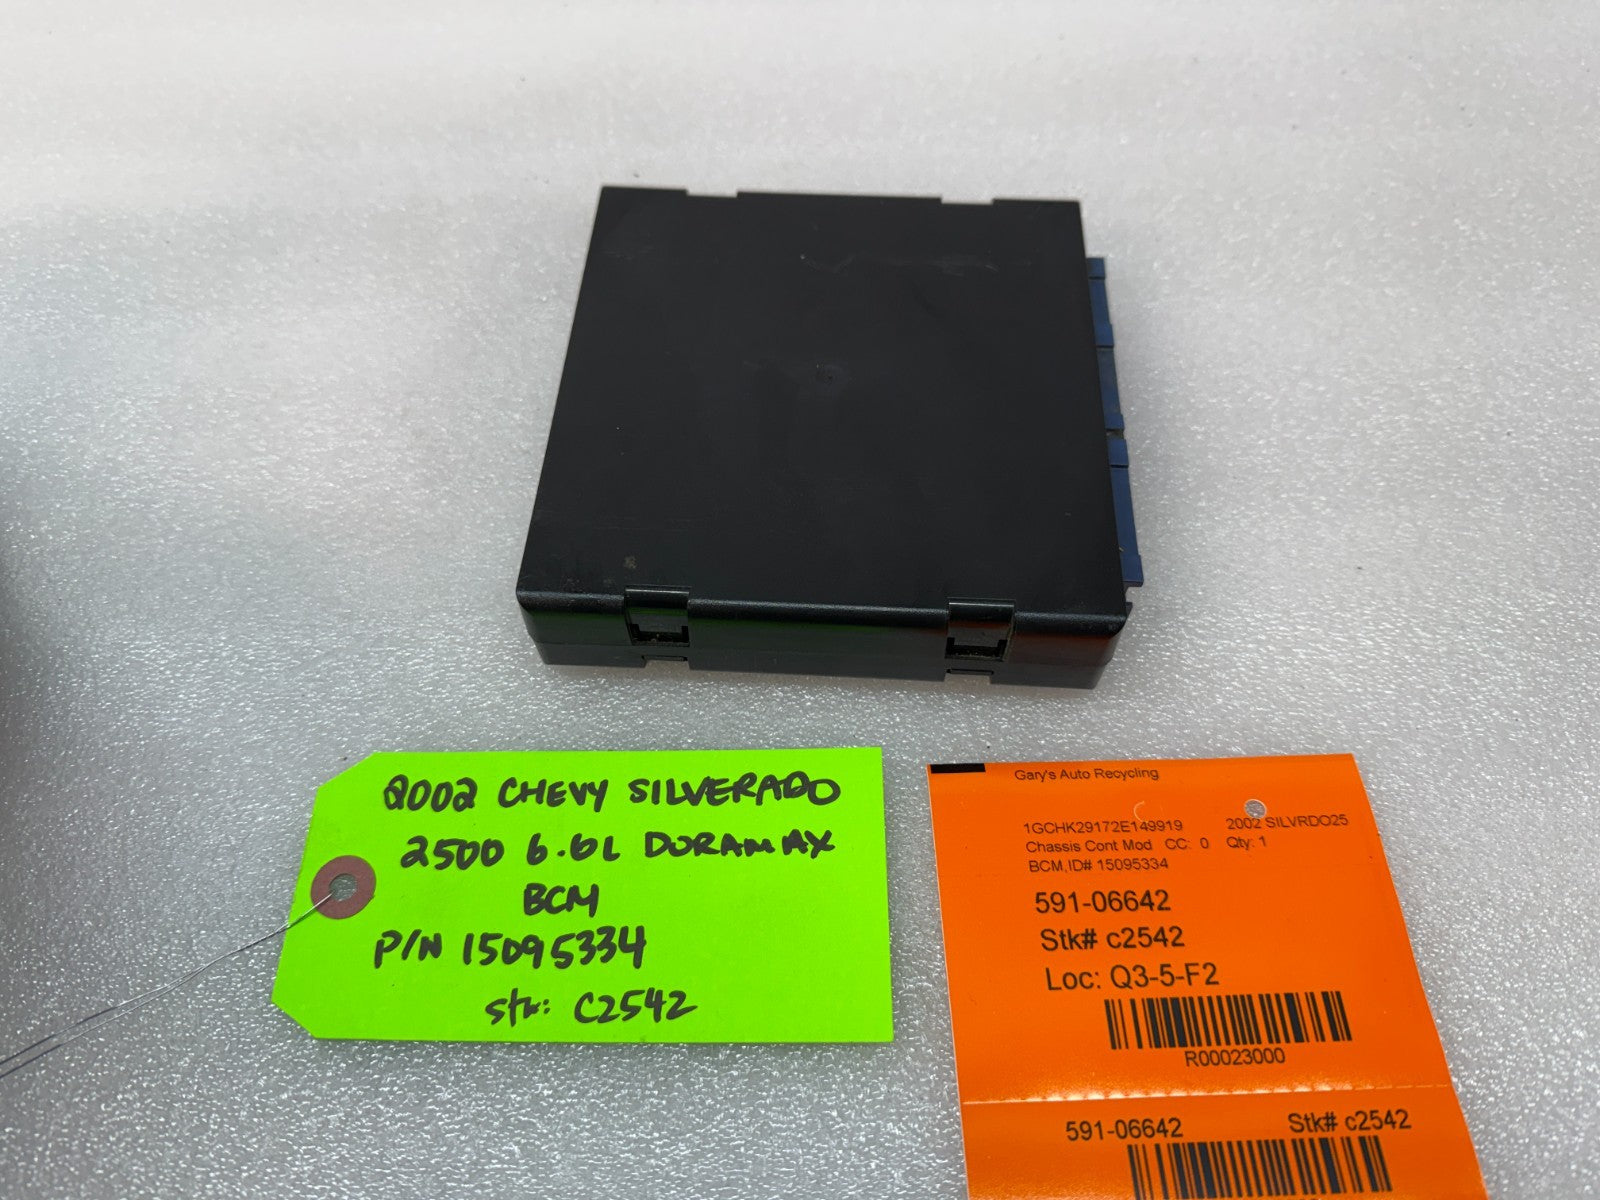 2002 CHEVY SILVERADO
2500 6.6L DURAMAX
BCM
P/N 15095334
stk: C2542
Gary's Auto Recycling
1GCHK29172E149919 2002 SILVRDO25
Chassis Cont Mod CC: 0 Qty: 1
BCM,ID# 15095334
591-06642
Stk# c2542
Loc: Q3-5-F2
R00023000
591-06642 Stk# c2542